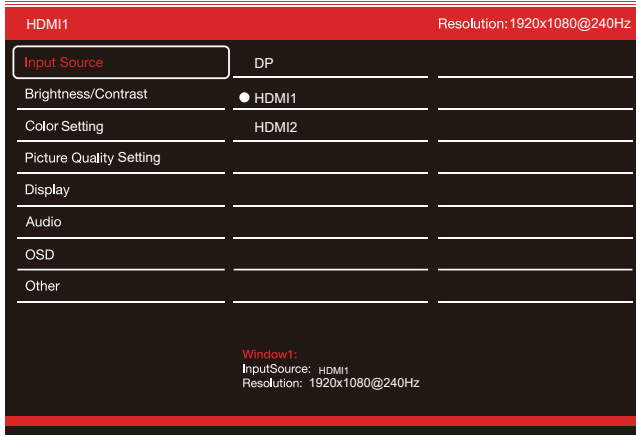 HDMI1 Resolution:1920x1080@240Hz
Input Source DP
Brightness/Contrast HDMI1
Color Setting HDMI2
Picture Quality Setting
Display
Audio
OSD
Other
Window1:
InputSource: HDMI1
Resolution: 1920x1080@240Hz